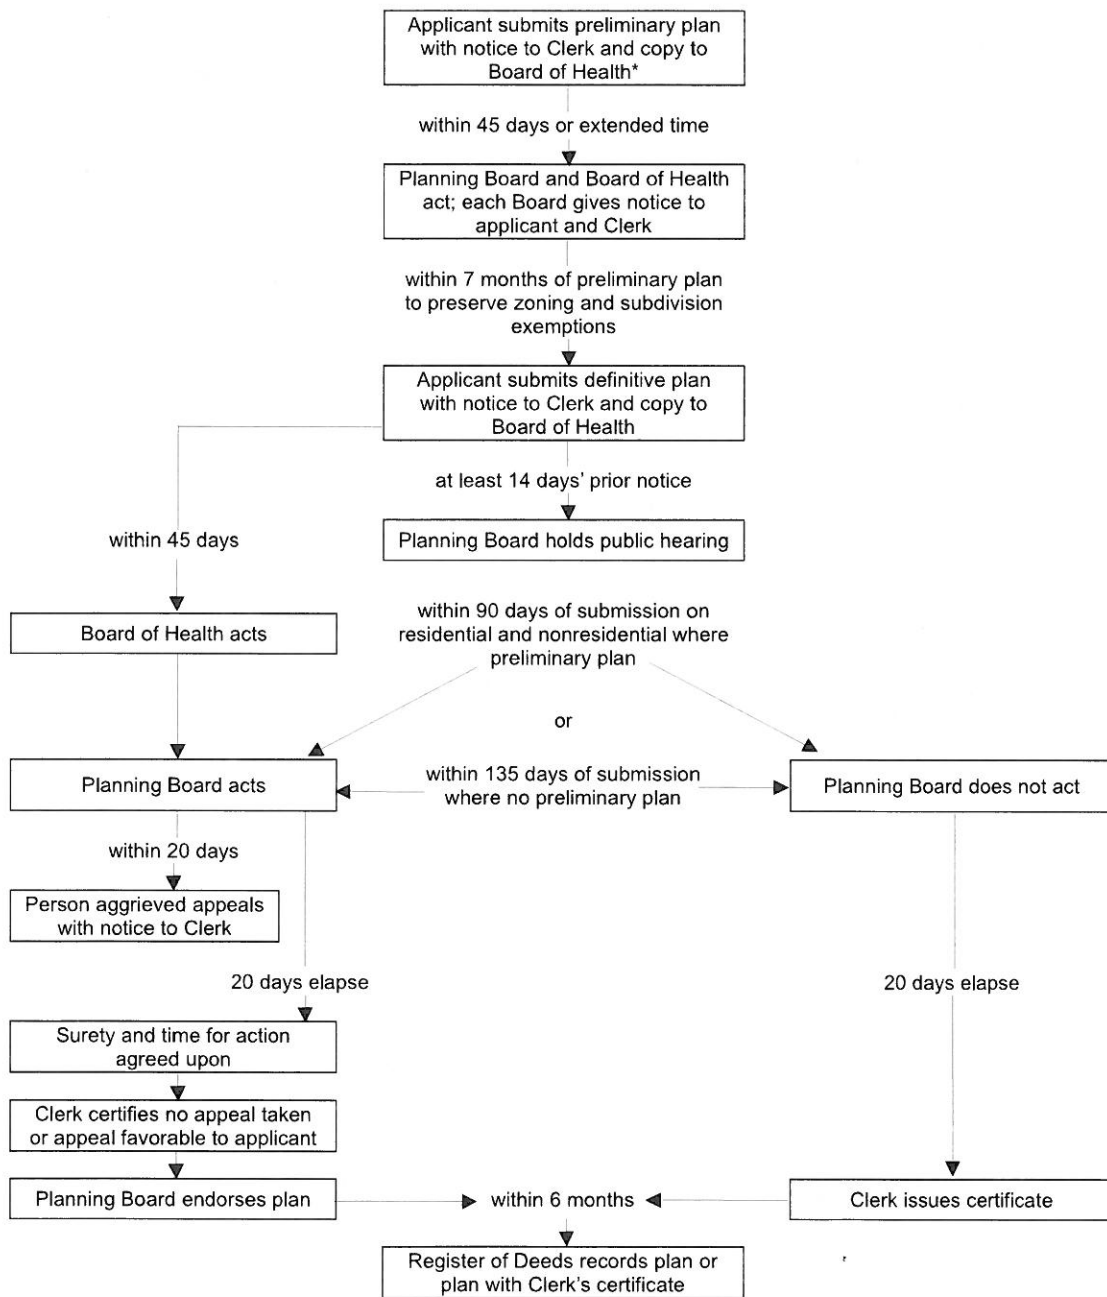 Applicant submits preliminary plan
with notice to Clerk and copy to
Board of Health*
within 45 days or extended time
Planning Board and Board of Health
act; each Board gives notice to
applicant and Clerk
within 7 months of preliminary plan
to preserve zoning and subdivision
exemptions
Applicant submits definitive plan
with notice to Clerk and copy to
Board of Health
at least 14 days' prior notice
Planning Board holds public hearing
within 45 days
Board of Health acts
within 90 days of submission on
residential and nonresidential where
preliminary plan
or
Planning Board acts
within 135 days of submission
where no preliminary plan
Planning Board does not act
within 20 days
Person aggrieved appeals
with notice to Clerk
20 days elapse
20 days elapse
Surety and time for action
agreed upon
Clerk certifies no appeal taken
or appeal favorable to applicant
Planning Board endorses plan
within 6 months
Clerk issues certificate
Register of Deeds records plan or
plan with Clerk's certificate